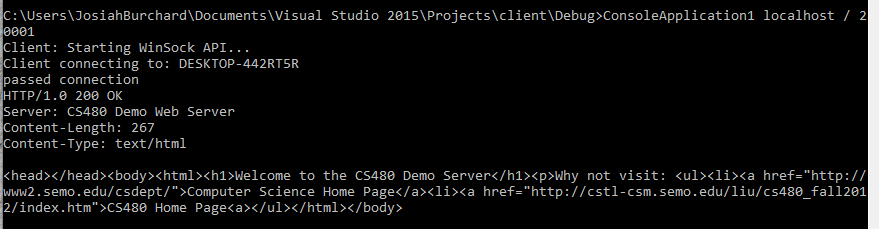 C:\Users\JosiahBurchard\Documents\Visual Studio 2015\Projects\client\Debug>ConsoleApplication1 localhost / 2
0001
Client: Starting WinSock API...
Client connecting to: DESKTOP-442RT5R
passed connection
HTTP/1.0 200 OK
Server: CS480 Demo Web Server
Content-Length: 267
Content-Type: text/html

<head></head><body><html><h1>Welcome to the CS480 Demo Server</h1><p>Why not visit: <ul><li><a href="http://
www2.semo.edu/csdept/">Computer Science Home Page</a><li><a href="http://cstl-csm.semo.edu/liu/cs480_fall201
2/index.htm">CS480 Home Page<a></ul></html></body>